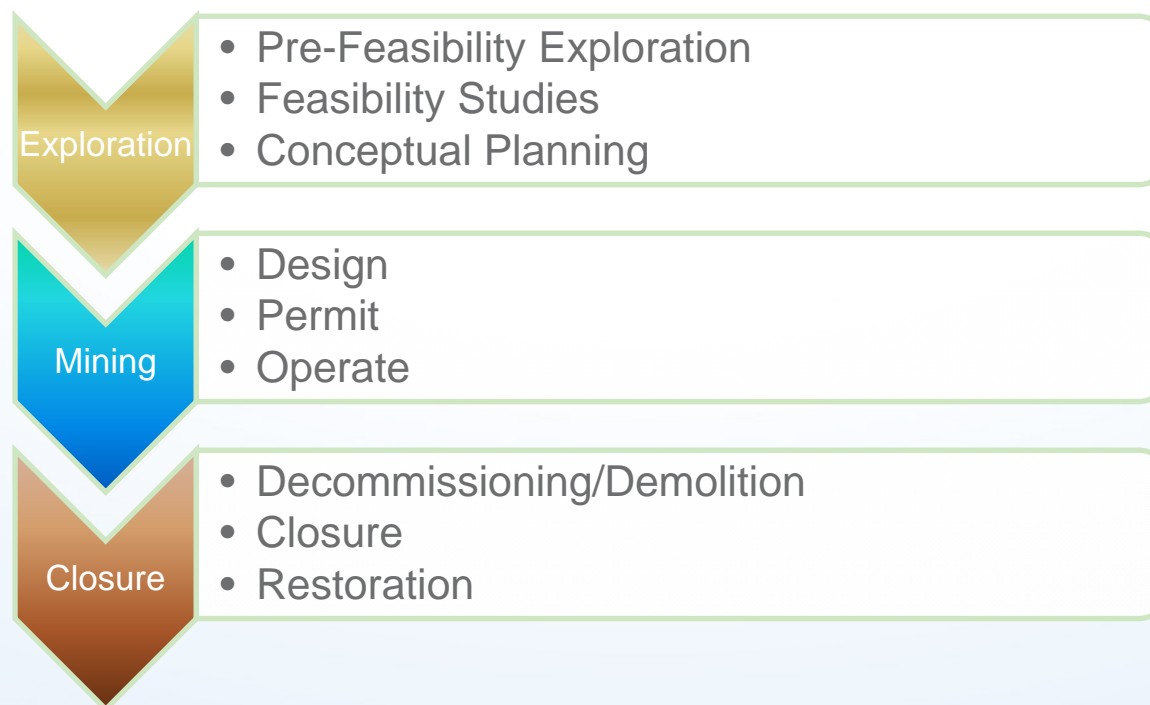 Exploration
• Pre-Feasibility Exploration
• Feasibility Studies
• Conceptual Planning
Mining
• Design
• Permit
• Operate
Closure
• Decommissioning/Demolition
• Closure
• Restoration